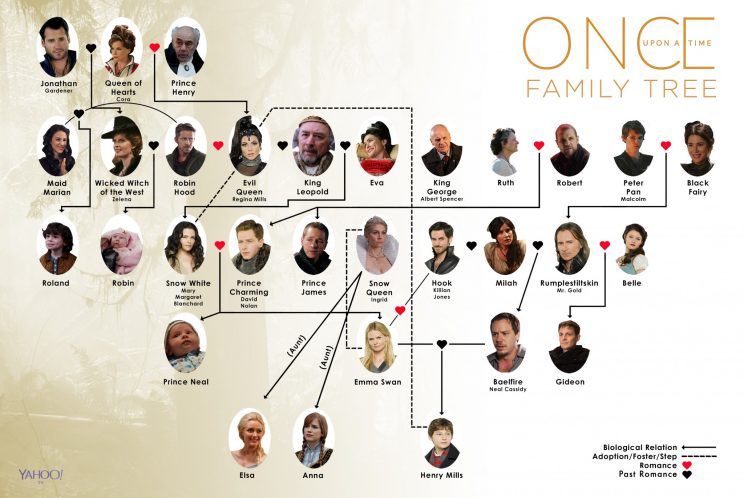 ONCE
UPON A TIME
FAMILY TREE
Jonathan
Gardener
Queen of
Hearts
Cora
Prince
Henry
Maid
Marian
Wicked Witch
of the West
Zelena
Robin
Hood
Evil
Queen
Regina Mills
King
Leopold
Eva
King
George
Albert Spencer
Ruth
Robert
Peter
Pan
Malcolm
Black
Fairy
Roland
Robin
Snow White
Mary
Margaret
Blanchard
Prince
Charming
David
Nolan
Prince
James
Snow
Queen
Ingrid
Hook
Killian
Jones
Milah
Rumplestiltskin
Mr. Gold
Belle
Prince Neal
(Aunt)
(Aunt)
Emma Swan
Baelfire
Neal Cassidy
Gideon
Elsa
Anna
Henry Mills
Biological Relation
Adoption/Foster/Step
Romance
Past Romance
YAHOO!
TV